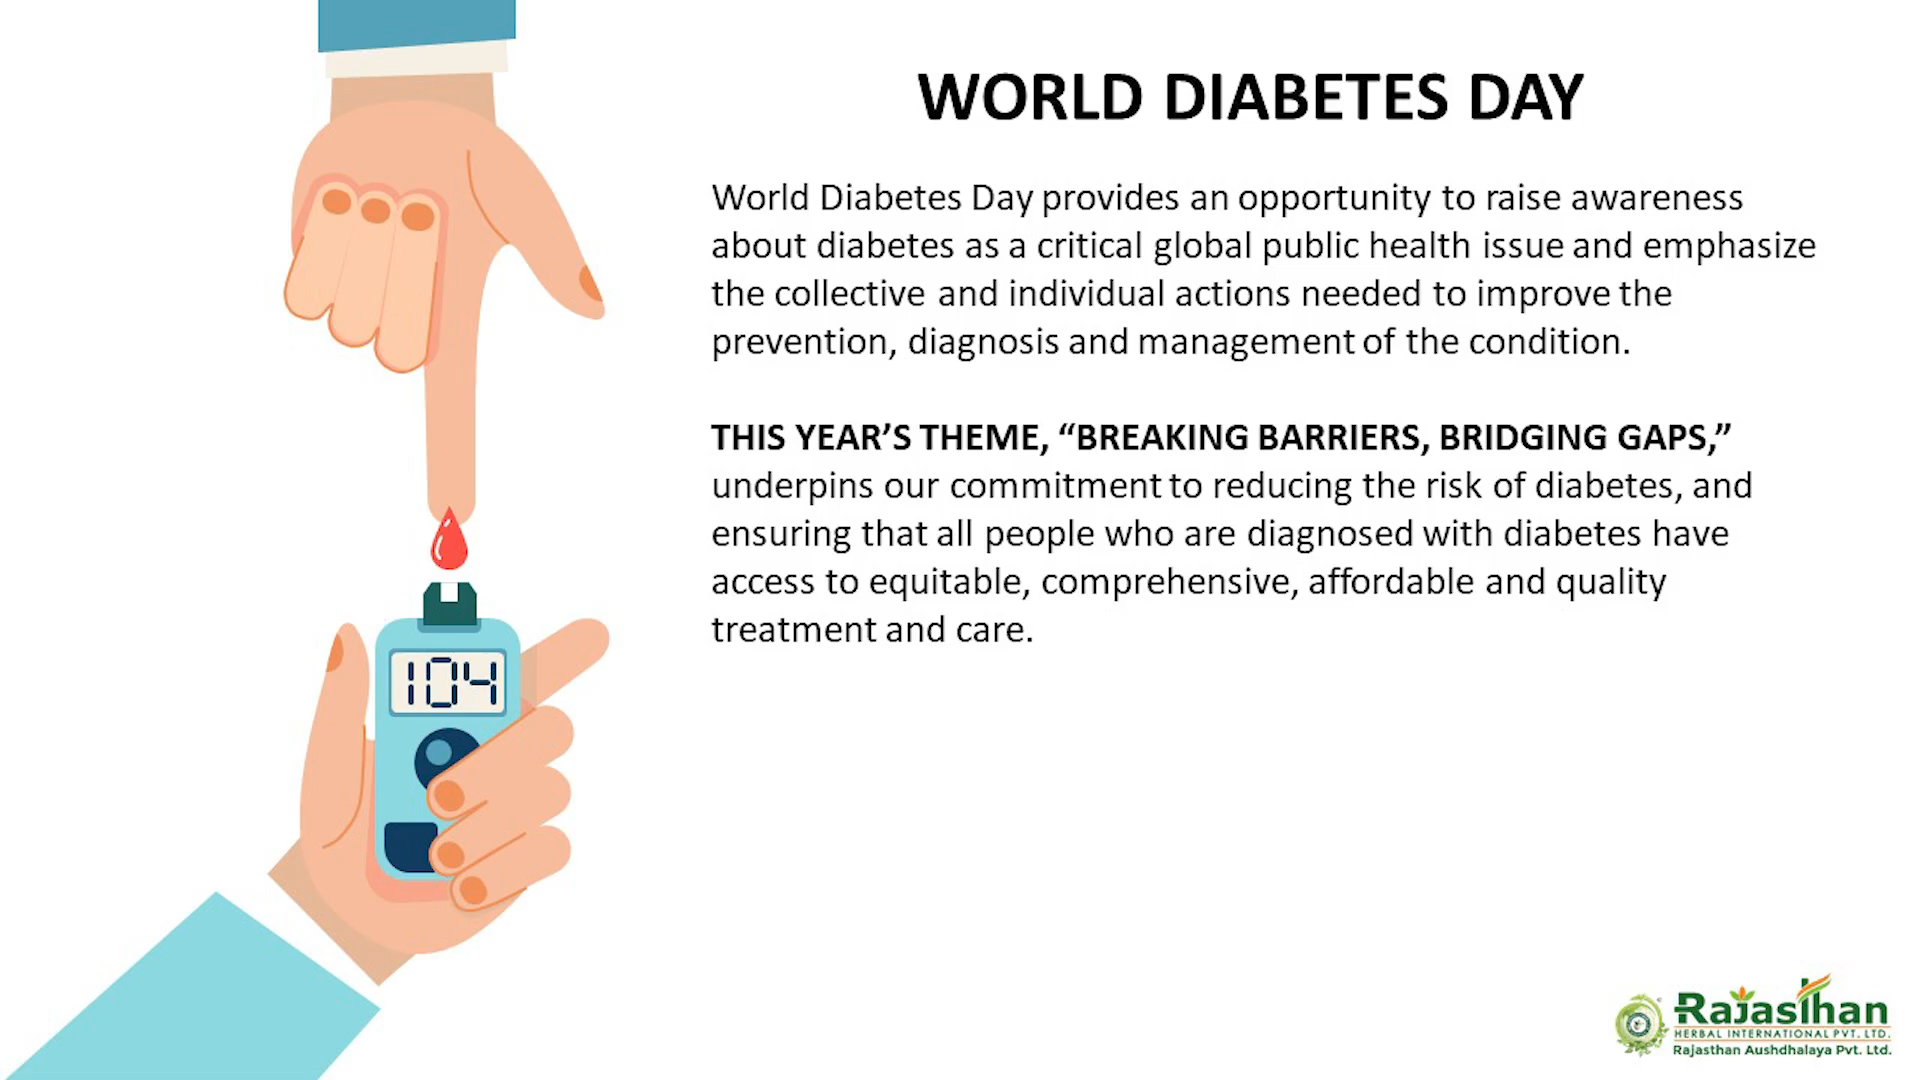 WORLD DIABETES DAY
World Diabetes Day provides an opportunity to raise awareness
about diabetes as a critical global public health issue and emphasize
the collective and individual actions needed to improve the
prevention, diagnosis and management of the condition.
THIS YEAR’S THEME, “BREAKING BARRIERS, BRIDGING GAPS,”
underpins our commitment to reducing the risk of diabetes, and
ensuring that all people who are diagnosed with diabetes have
access to equitable, comprehensive, affordable and quality
treatment and care.
104
Rajasthan
HERBAL INTERNATIONAL PVT. LTD.
Rajasthan Aushdhalaya Pvt. Ltd.